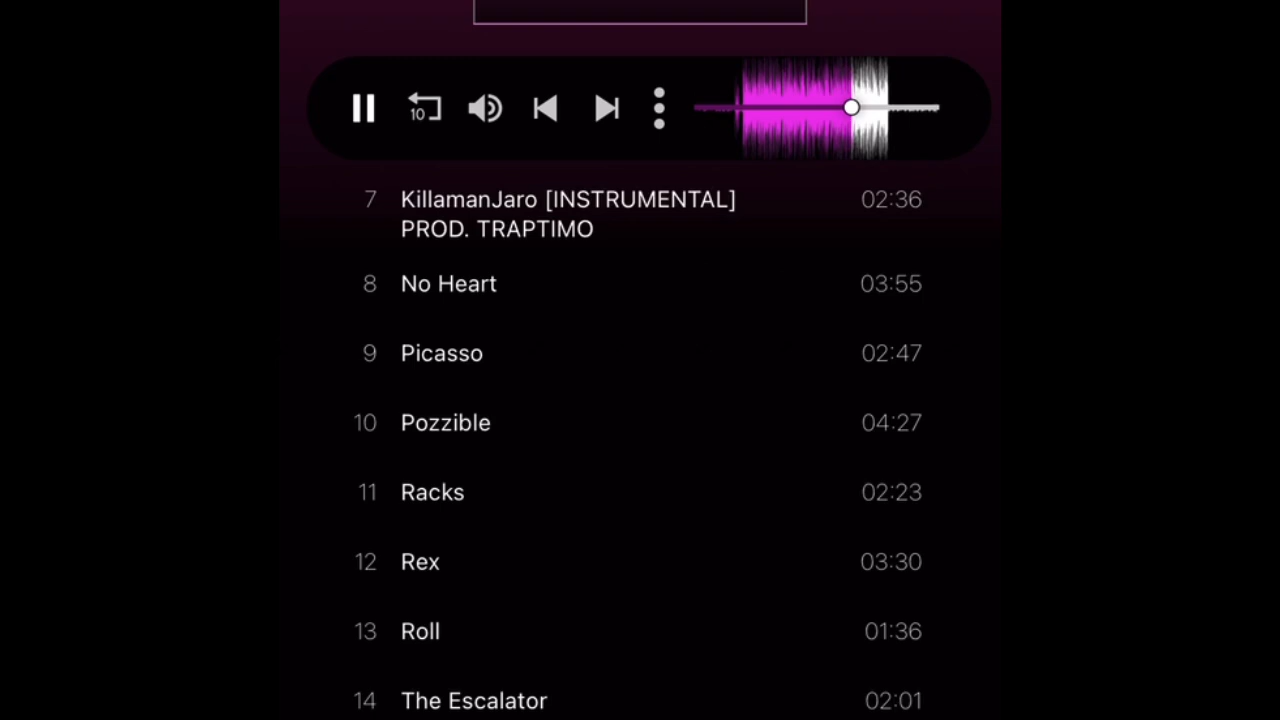 10
7 KillamanJaro [INSTRUMENTAL] 02:36
PROD. TRAPTIMO
8 No Heart 03:55
9 Picasso 02:47
10 Pozzible 04:27
11 Racks 02:23
12 Rex 03:30
13 Roll 01:36
14 The Escalator 02:01